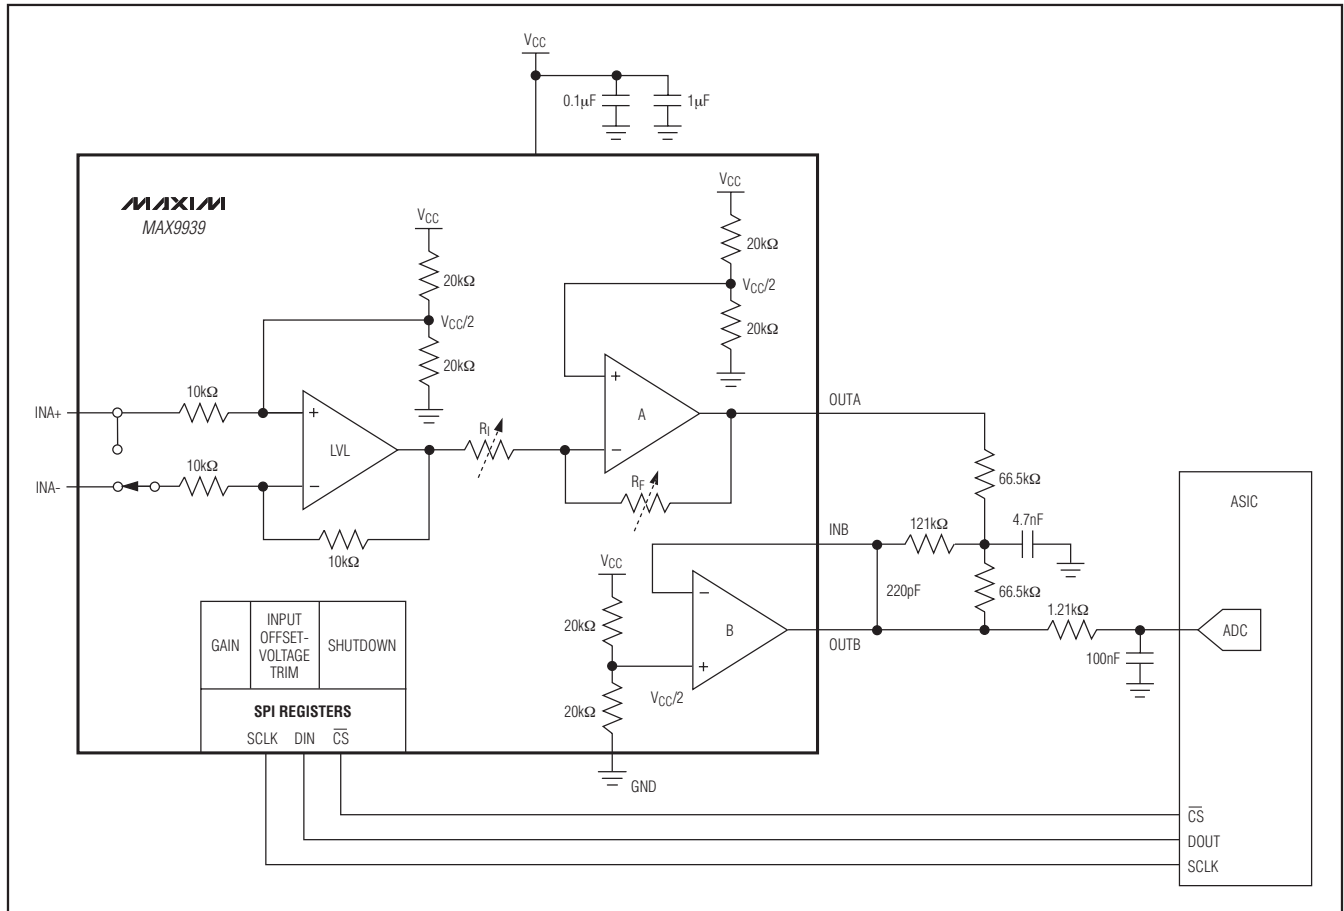 VCC
0.1µF
1µF
MAXIM
MAX9939
VCC
20kΩ
VCC/2
20kΩ
VCC
20kΩ
VCC/2
20kΩ
INA+
10kΩ
+
LVL
−
INA-
10kΩ
10kΩ
RI
+
A
−
RF
OUTA
66.5kΩ
ASIC
INB
121kΩ
4.7nF
220pF
66.5kΩ
1.21kΩ
ADC
100nF
VCC
20kΩ
−
B
+
OUTB
VCC/2
20kΩ
GND
GAIN
INPUT
OFFSET-
VOLTAGE
TRIM
SHUTDOWN
SPI REGISTERS
SCLK DIN C̅S̅
C̅S̅
DOUT
SCLK